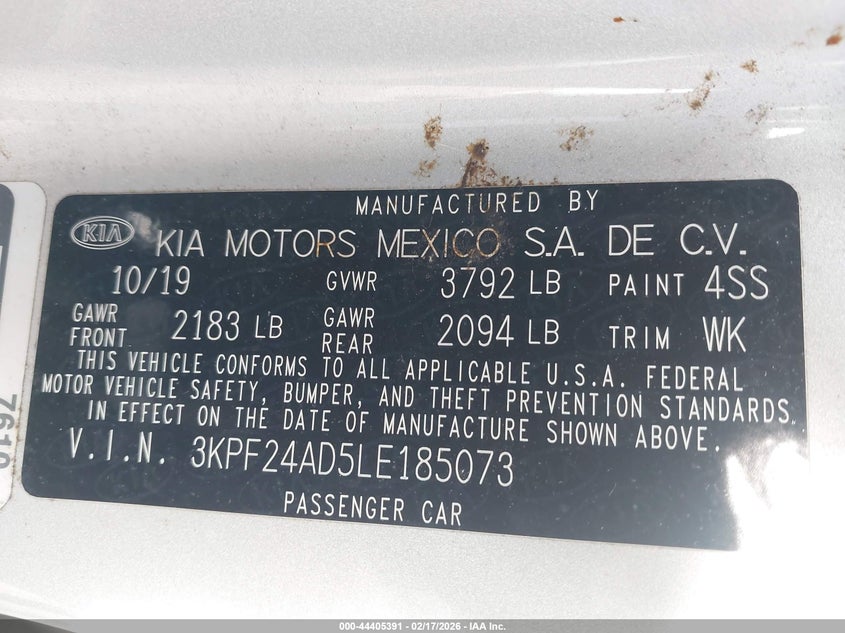 MANUFACTURED BY
KIA KIA MOTORS MEXICO S.A. DE C.V.
10/19 GVWR 3792 LB PAINT 4SS
GAWR FRONT 2183 LB GAWR REAR 2094 LB TRIM WK
THIS VEHICLE CONFORMS TO ALL APPLICABLE U.S.A. FEDERAL
MOTOR VEHICLE SAFETY, BUMPER, AND THEFT PREVENTION STANDARDS
IN EFFECT ON THE DATE OF MANUFACTURE SHOWN ABOVE.
V.I.N. 3KPF24AD5LE185073
PASSENGER CAR
000-44405391 - 02/17/2026 - IAA Inc.